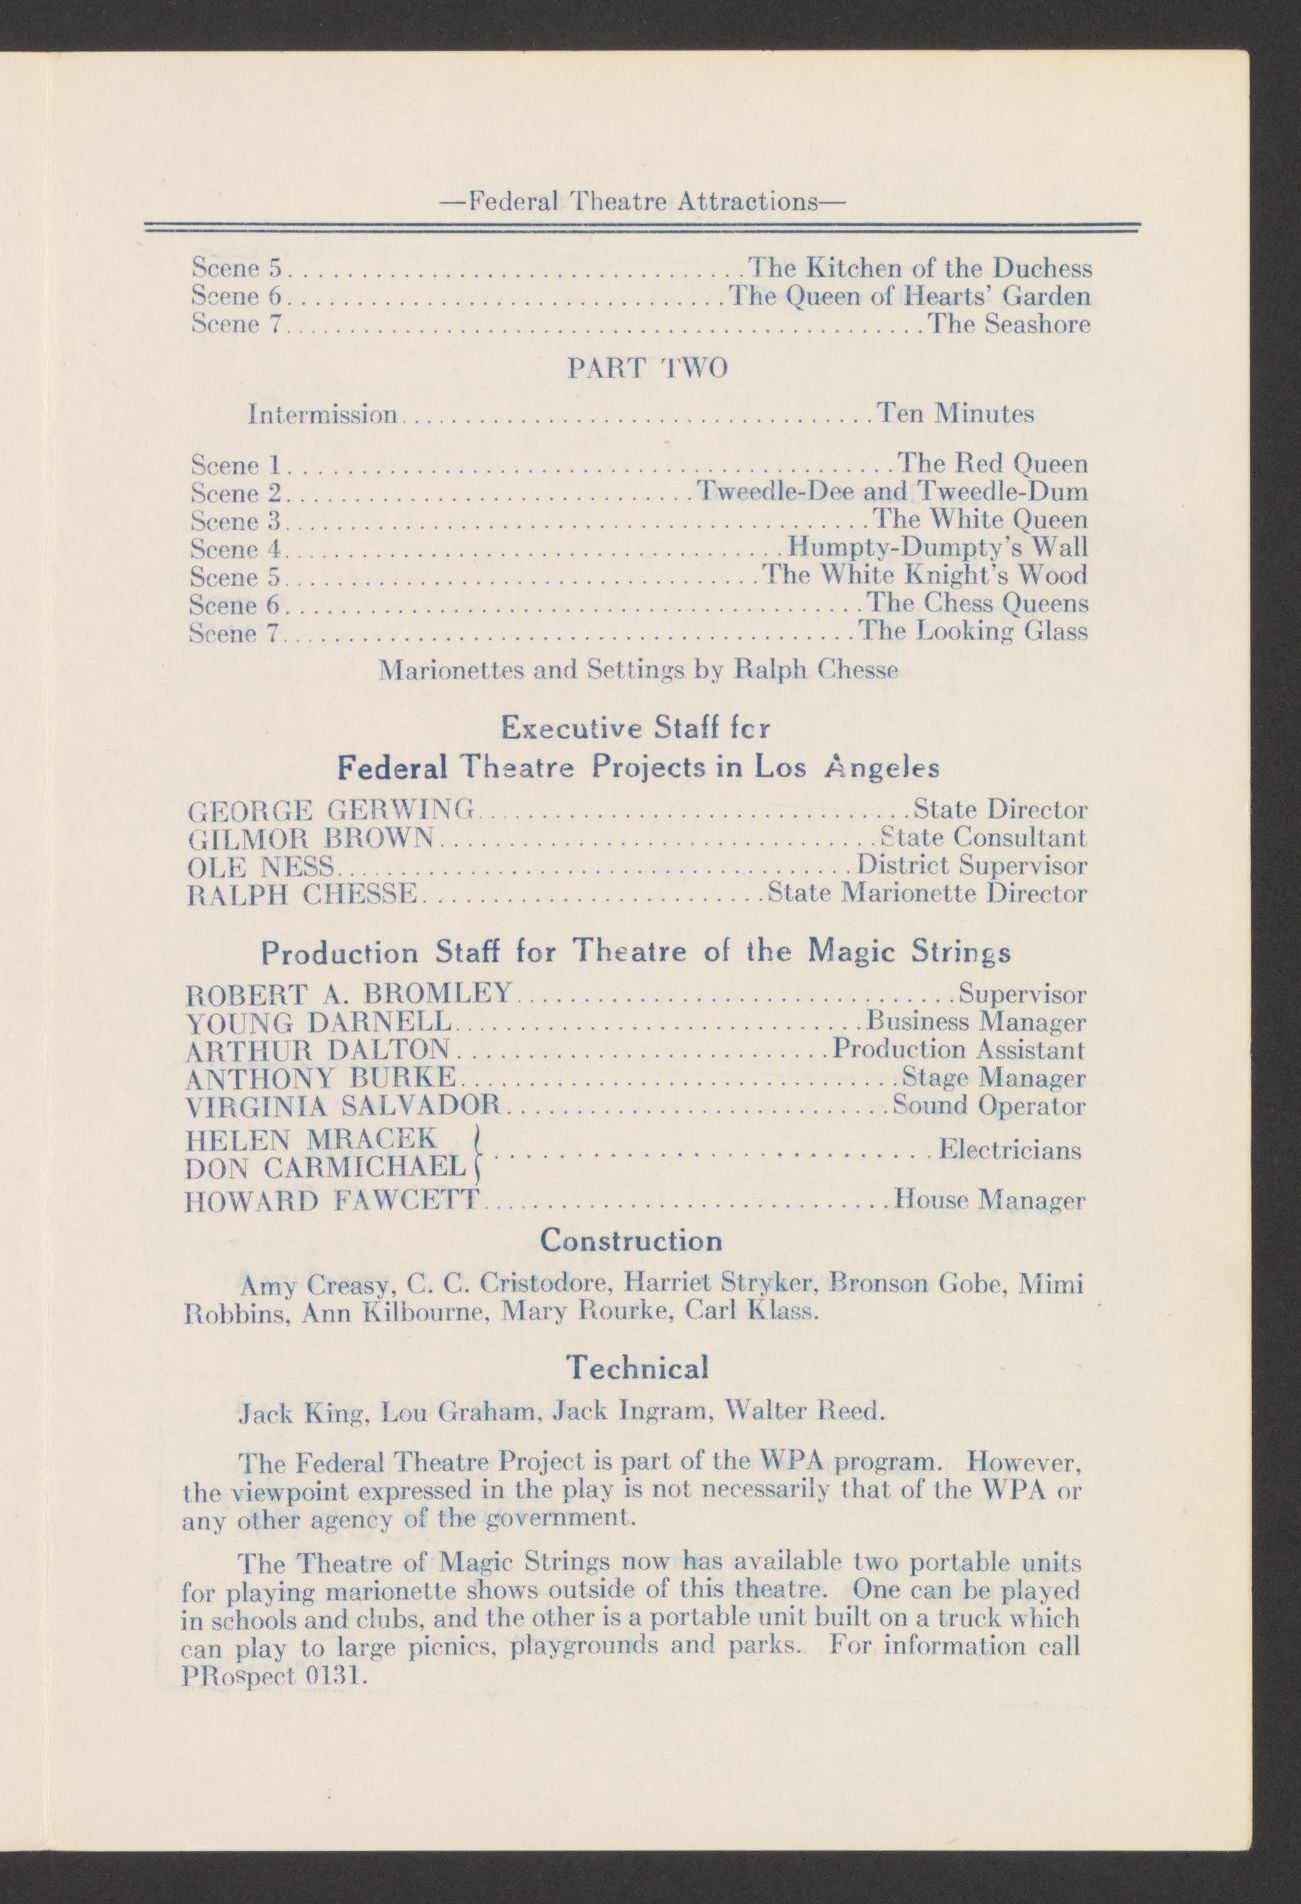 —Federal Theatre Attractions—
Scene 5................................The Kitchen of the Duchess
Scene 6..............................The Queen of Hearts' Garden
Scene 7............................................The Seashore
PART TWO
Intermission..................................Ten Minutes
Scene 1..........................................The Red Queen
Scene 2............................Tweedle-Dee and Tweedle-Dum
Scene 3........................................The White Queen
Scene 4..................................Humpty-Dumpty's Wall
Scene 5................................The White Knight's Wood
Scene 6........................................The Chess Queens
Scene 7.......................................The Looking Glass
Marionettes and Settings by Ralph Chesse
Executive Staff for
Federal Theatre Projects in Los Angeles
GEORGE GERWING..............................State Director
GILMOR BROWN..............................State Consultant
OLE NESS....................................District Supervisor
RALPH CHESSE........................State Marionette Director
Production Staff for Theatre of the Magic Strings
ROBERT A. BROMLEY..............................Supervisor
YOUNG DARNELL............................Business Manager
ARTHUR DALTON..........................Production Assistant
ANTHONY BURKE..............................Stage Manager
VIRGINIA SALVADOR..........................Sound Operator
HELEN MRACEK
DON CARMICHAEL}..............................Electricians
HOWARD FAWCETT............................House Manager
Construction
Amy Creasy, C. C. Cristodore, Harriet Stryker, Bronson Gobe, Mimi
Robbins, Ann Kilbourne, Mary Rourke, Carl Klass.
Technical
Jack King, Lou Graham, Jack Ingram, Walter Reed.
The Federal Theatre Project is part of the WPA program. However,
the viewpoint expressed in the play is not necessarily that of the WPA or
any other agency of the government.
The Theatre of Magic Strings now has available two portable units
for playing marionette shows outside of this theatre. One can be played
in schools and clubs, and the other is a portable unit built on a truck which
can play to large picnics, playgrounds and parks. For information call
PRospect 0131.